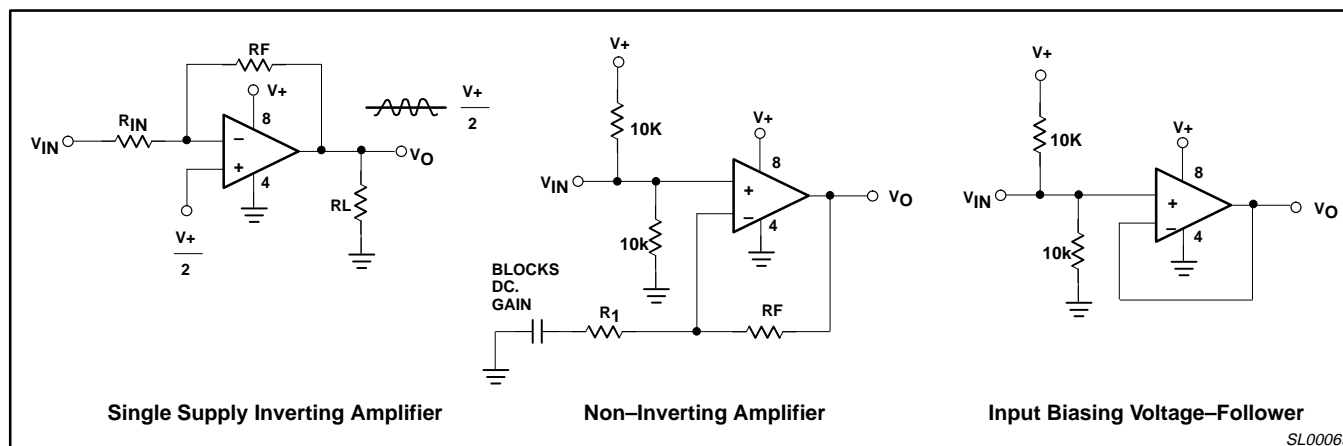 RF
V+
8
RIN
VIN
−
+
4
VO
RL
V+
2
V+
2
V+
10K
V+
8
VIN
+
−
4
VO
10k
BLOCKS
DC.
GAIN
R1
RF
V+
10K
V+
8
VIN
+
−
4
VO
10k
Single Supply Inverting Amplifier
Non–Inverting Amplifier
Input Biasing Voltage–Follower
SL0006